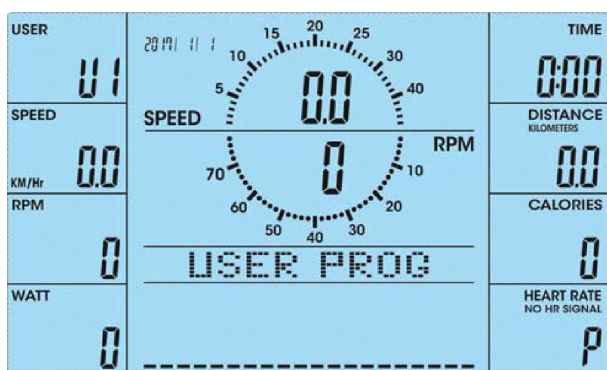 USER
U1
SPEED
KM/Hr 0.0
RPM
0
WATT
0
2017/ 1/ 1
5 10 15 20 25 30 40
SPEED 0.0
RPM 0
70 60 50 40 30 20 10
USER PROG
TIME
0:00
DISTANCE
KILOMETERS
0.0
CALORIES
0
HEART RATE
NO HR SIGNAL
P